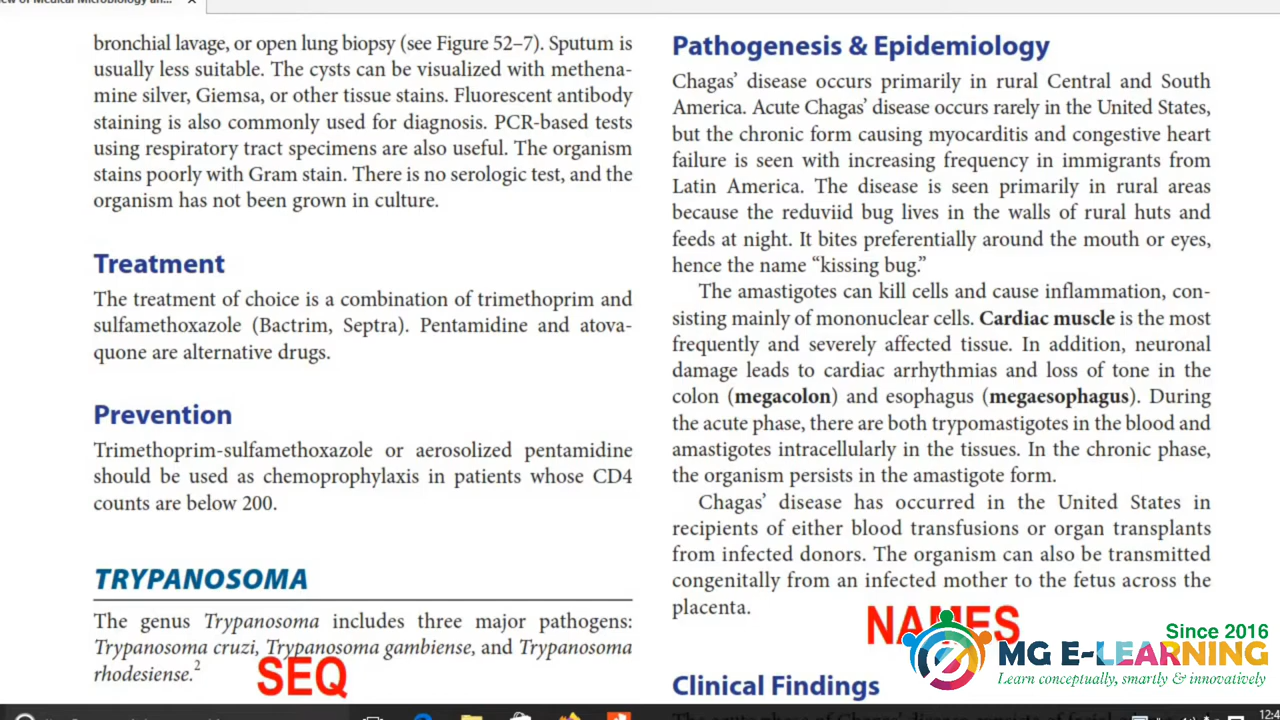 ew of Medical Microbiology an...
bronchial lavage, or open lung biopsy (see Figure 52–7). Sputum is
usually less suitable. The cysts can be visualized with methena-
mine silver, Giemsa, or other tissue stains. Fluorescent antibody
staining is also commonly used for diagnosis. PCR-based tests
using respiratory tract specimens are also useful. The organism
stains poorly with Gram stain. There is no serologic test, and the
organism has not been grown in culture.
Treatment
The treatment of choice is a combination of trimethoprim and
sulfamethoxazole (Bactrim, Septra). Pentamidine and atova-
quone are alternative drugs.
Prevention
Trimethoprim-sulfamethoxazole or aerosolized pentamidine
should be used as chemoprophylaxis in patients whose CD4
counts are below 200.
TRYPANOSOMA
The genus Trypanosoma includes three major pathogens:
Trypanosoma cruzi, Trypanosoma gambiense, and Trypanosoma
rhodesiense.2
SEQ
Pathogenesis & Epidemiology
Chagas’ disease occurs primarily in rural Central and South
America. Acute Chagas’ disease occurs rarely in the United States,
but the chronic form causing myocarditis and congestive heart
failure is seen with increasing frequency in immigrants from
Latin America. The disease is seen primarily in rural areas
because the reduviid bug lives in the walls of rural huts and
feeds at night. It bites preferentially around the mouth or eyes,
hence the name “kissing bug.”
The amastigotes can kill cells and cause inflammation, con-
sisting mainly of mononuclear cells. Cardiac muscle is the most
frequently and severely affected tissue. In addition, neuronal
damage leads to cardiac arrhythmias and loss of tone in the
colon (megacolon) and esophagus (megaesophagus). During
the acute phase, there are both trypomastigotes in the blood and
amastigotes intracellularly in the tissues. In the chronic phase,
the organism persists in the amastigote form.
Chagas’ disease has occurred in the United States in
recipients of either blood transfusions or organ transplants
from infected donors. The organism can also be transmitted
congenitally from an infected mother to the fetus across the
placenta.
NAMES
Since 2016
MG E-LEARNING
Learn conceptually, smartly & innovatively
Clinical Findings
12:4